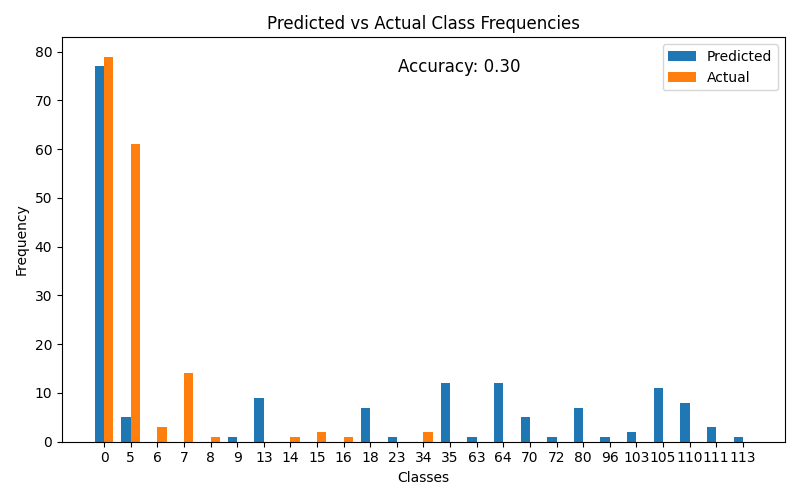 Predicted vs Actual Class Frequencies
Accuracy: 0.30
Predicted
Actual
Frequency
80
70
60
50
40
30
20
10
0
0 5 6 7 8 9 13 14 15 16 18 23 34 35 63 64 70 72 80 96 103 105 110 111 113
Classes